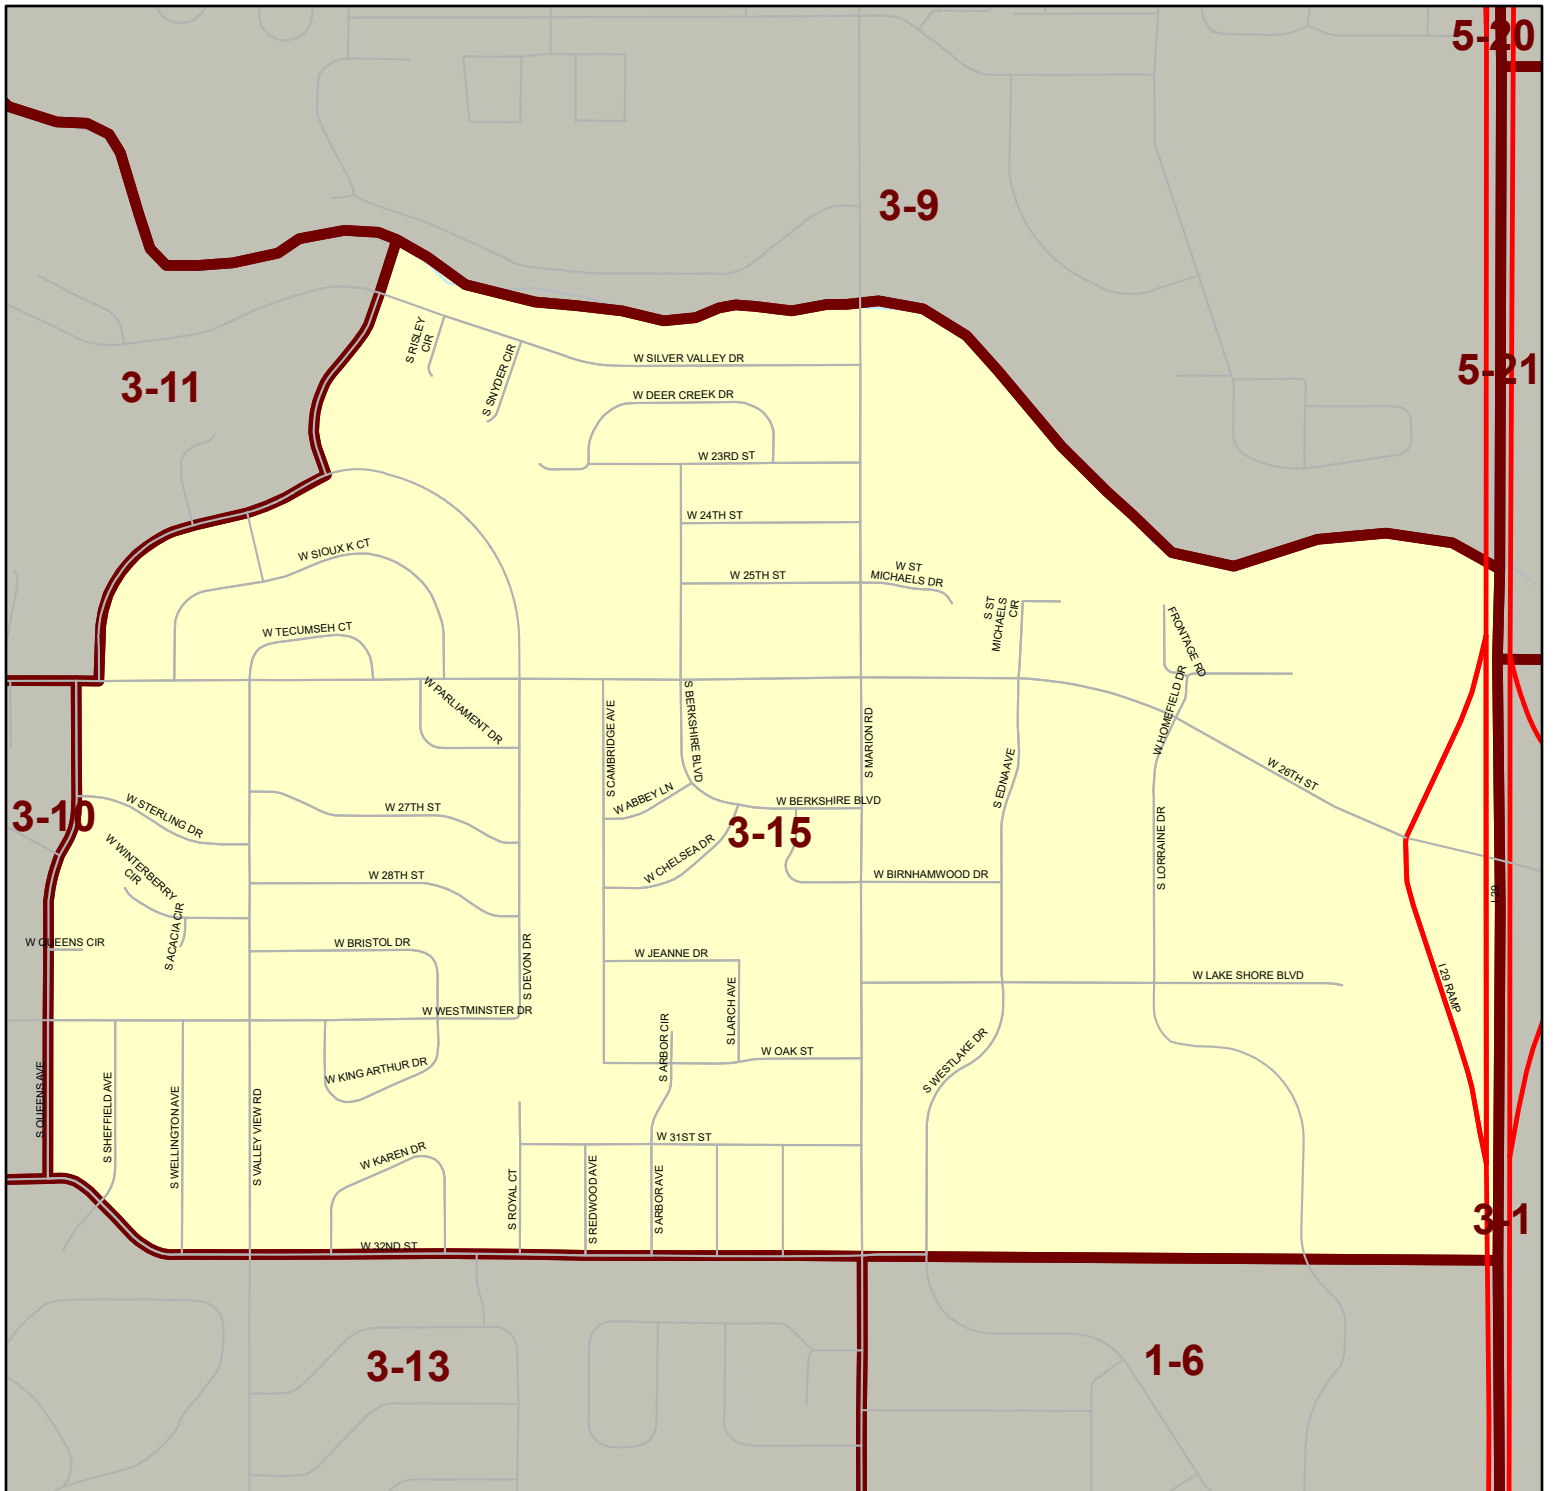 5-20
3-9
S RISLEY
CIR
S SNYDER CIR
W SILVER VALLEY DR
5-21
3-11
W DEER CREEK DR
W 23RD ST
W 24TH ST
W SIOUX K CT
W 25TH ST
W ST
MICHAELS DR
S ST
MICHAELS
CIR
FRONTAGE RD
W TECUMSEH CT
W PARLIAMENT DR
S BERKSHIRE BLVD
S CAMBRIDGE AVE
S MARION RD
W HOMEFIELD DR
S EDNA AVE
W 26TH ST
3-10
W STERLING DR
W 27TH ST
W ABBEY LN
W BERKSHIRE BLVD
3-15
W WINTERBERRY
CIR
W 28TH ST
W CHELSEA DR
W BIRNHAMWOOD DR
S LORRAINE DR
I 29
S ACACIA CIR
W QUEENS CIR
W BRISTOL DR
S DEVON DR
W JEANNE DR
W LAKE SHORE BLVD
I 29 RAMP
W WESTMINSTER DR
S LARCH AVE
S ARBOR CIR
W OAK ST
S WESTLAKE DR
W KING ARTHUR DR
S QUEENS AVE
S SHEFFIELD AVE
S WELLINGTON AVE
S VALLEY VIEW RD
W KAREN DR
W 31ST ST
S ROYAL CT
S REDWOOD AVE
S ARBOR AVE
3-1
W 32ND ST
3-13
1-6